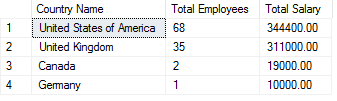 Country Name Total Employees Total Salary
1 United States of America 68 344400.00
2 United Kingdom 35 311000.00
3 Canada 2 19000.00
4 Germany 1 10000.00